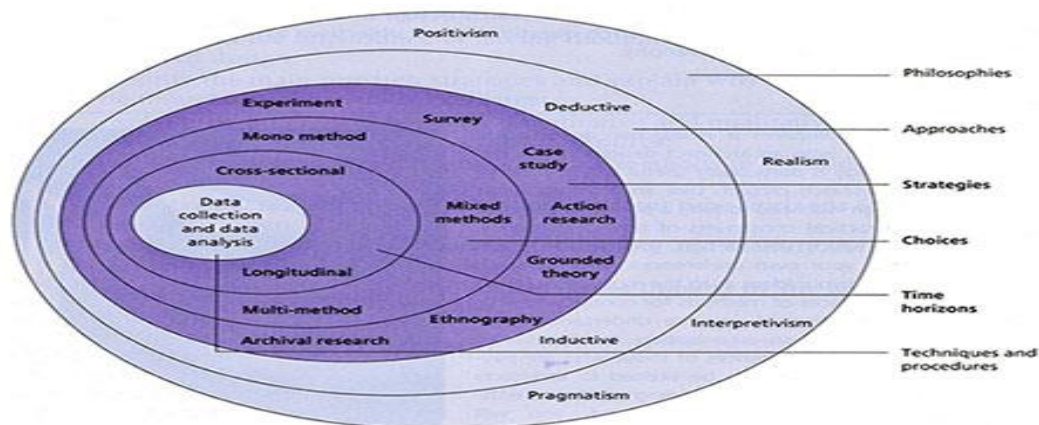 Positivism
Philosophies
Experiment
Deductive
Survey
Approaches
Mono method
Case
study
Realism
Cross-sectional
Strategies
Data
collection
and data
analysis
Mixed
methods
Action
research
Choices
Grounded
theory
Longitudinal
Time
horizons
Multi-method
Ethnography
Interpretivism
Archival research
Inductive
Techniques and
procedures
Pragmatism